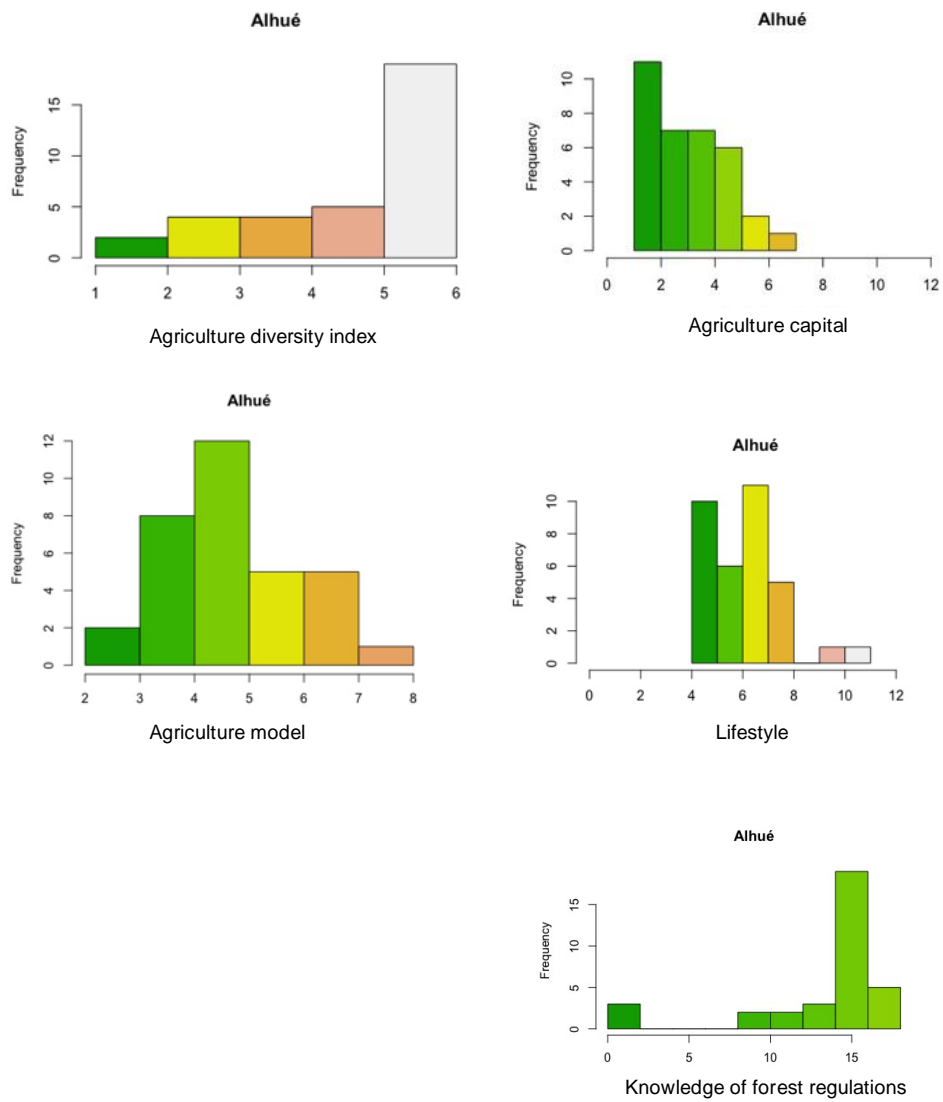 Alhué
Frequency
0 5 10 15
1 2 3 4 5 6
Agriculture diversity index
Alhué
Frequency
0 2 4 6 8 10
0 2 4 6 8 10 12
Agriculture capital
Alhué
Frequency
0 2 4 6 8 10 12
2 3 4 5 6 7 8
Agriculture model
Alhué
Frequency
0 2 4 6 8 10
0 2 4 6 8 10 12
Lifestyle
Alhué
Frequency
0 5 10 15
0 5 10 15
Knowledge of forest regulations